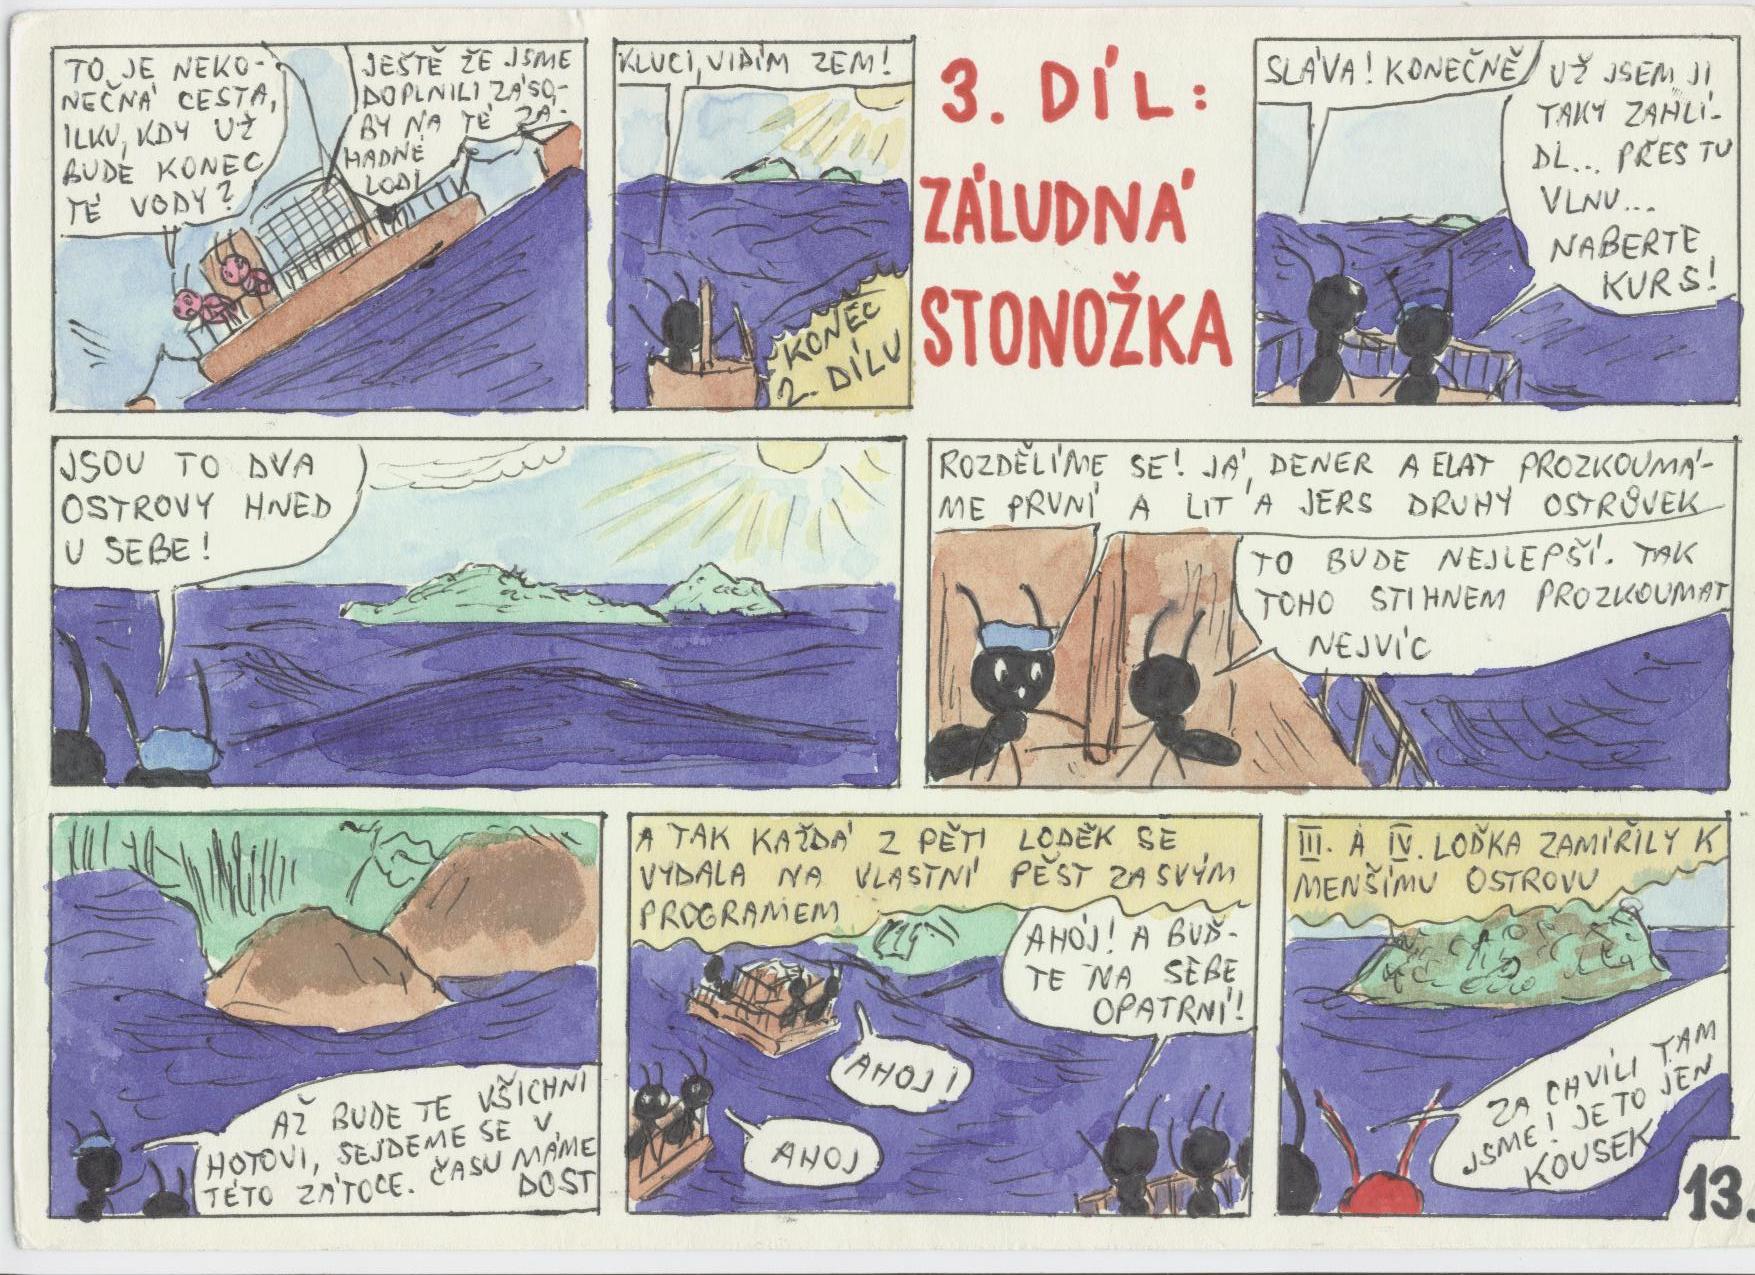 TO JE NEKO-
NEČNÁ CESTA,
ILKU, KDY UŽ
BUDE KONEC
TÉ VODY?
JEŠTĚ ŽE JSME
DOPLNILI ZÁSO-
BY NA TÉ ZÁ-
HADNÉ
LODI
KLUCI, VIDÍM ZEM!
KONEC
2. DÍLU
3. DÍL:
ZÁLUDNÁ
STONOŽKA
SLÁVA! KONEČNĚ
UŽ JSEM JI
TAKY ZAHLÍ-
DL... PŘES TU
VLNU...
NABERTE
KURS!
JSOU TO DVA
OSTROVY HNED
U SEBE!
ROZDĚLÍME SE! JÁ, DENER A ELAT PROZKOUMÁ-
ME PRVNÍ A LIT A JERS DRUHÝ OSTRŮVEK
TO BUDE NEJLEPŠÍ. TAK
TOHO STIHNEM PROZKOUMAT
NEJVÍC
AŽ BUDE TE VŠICHNI
HOTOVI, SEJDEME SE V
TÉTO ZÁTOCE. ČASU MÁME
DOST
A TAK KAŽDÁ Z PĚTI LODĚK SE
VYDALA NA VLASTNÍ PĚST ZA SVÝM
PROGRAMEM
AHOJ! A BUĎ-
TE NA SEBE
OPATRNÍ!
AHOJ!
AHOJ
III. A IV. LOĎKA ZAMÍŘILY K
MENŠÍMU OSTROVU
ZA CHVÍLI TAM
JSME! JE TO JEN
KOUSEK
13.